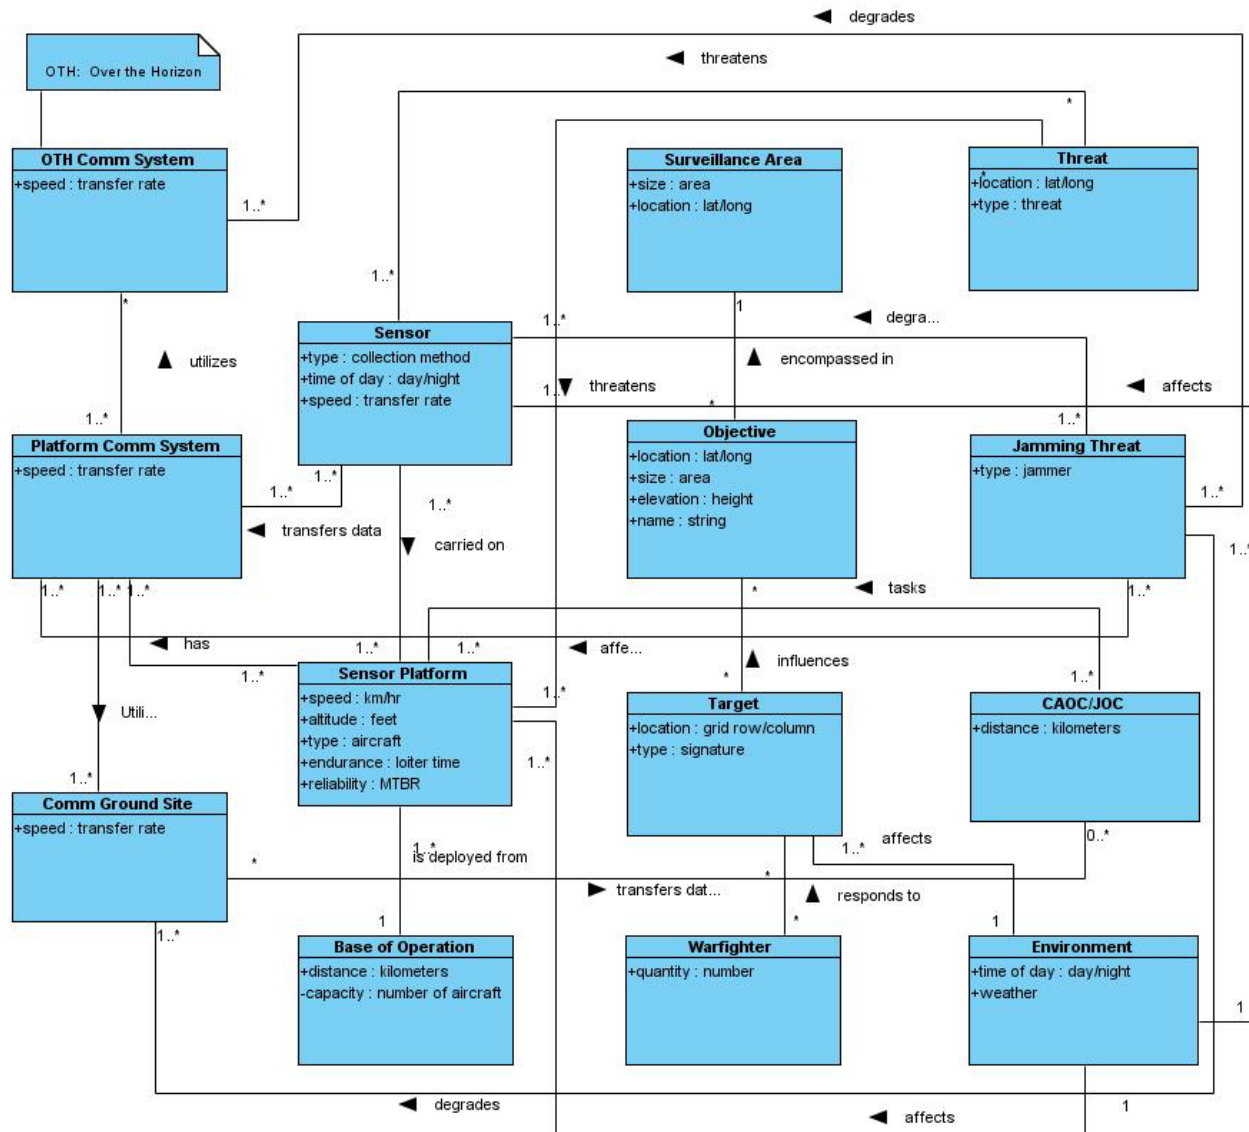 degrades
threatens
OTH: Over the Horizon
*
OTH Comm System
+speed : transfer rate
Surveillance Area
+size : area
+location : lat/long
Threat
*
+location : lat/long
+type : threat
1..*
1..*
*
1
1..*
degra...
Sensor
+type : collection method
+time of day : day/night
+speed : transfer rate
utilizes
encompassed in
1..*
threatens
affects
*
1..*
1..*
Platform Comm System
+speed : transfer rate
Objective
+location : lat/long
+size : area
+elevation : height
+name : string
Jamming Threat
+type : jammer
1..*
1..*
1..*
1..*
transfers data
carried on
1..*
1..*
1..*
1..*
*
tasks
1..*
has
1..*
1..*
affe...
influences
1..*
*
1..*
Sensor Platform
+speed : km/hr
+altitude : feet
+type : aircraft
+endurance : loiter time
+reliability : MTBR
1..*
Target
+location : grid row/column
+type : signature
CAOC/JOC
+distance : kilometers
Utili...
1..*
1..*
Comm Ground Site
+speed : transfer rate
1..*
is deployed from
1..*
affects
0..*
*
*
transfers dat...
responds to
1..*
1
*
1
Base of Operation
+distance : kilometers
-capacity : number of aircraft
Warfighter
+quantity : number
Environment
+time of day : day/night
+weather
1
degrades
affects
1